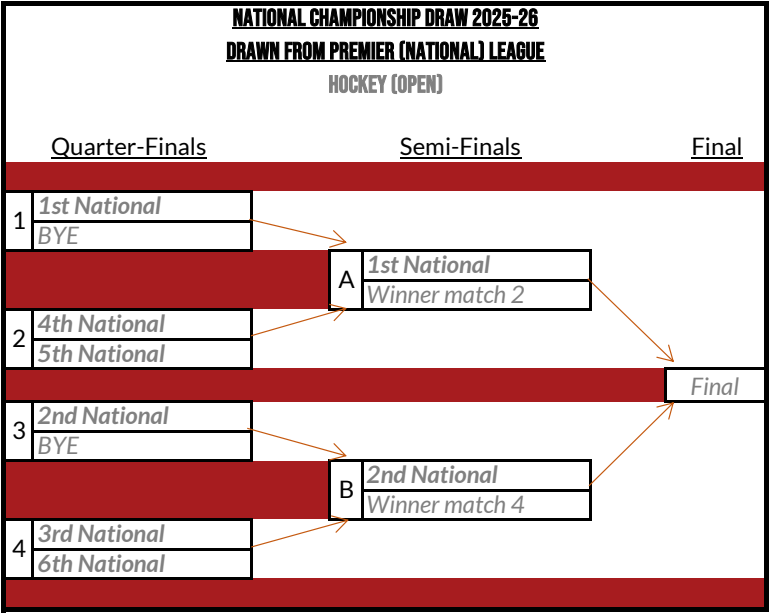 NATIONAL CHAMPIONSHIP DRAW 2025-26
DRAWN FROM PREMIER (NATIONAL) LEAGUE
HOCKEY (OPEN)
Quarter-Finals Semi-Finals Final
1 1st National
BYE
A 1st National
Winner match 2
2 4th National
5th National
Final
3 2nd National
BYE
B 2nd National
Winner match 4
4 3rd National
6th National